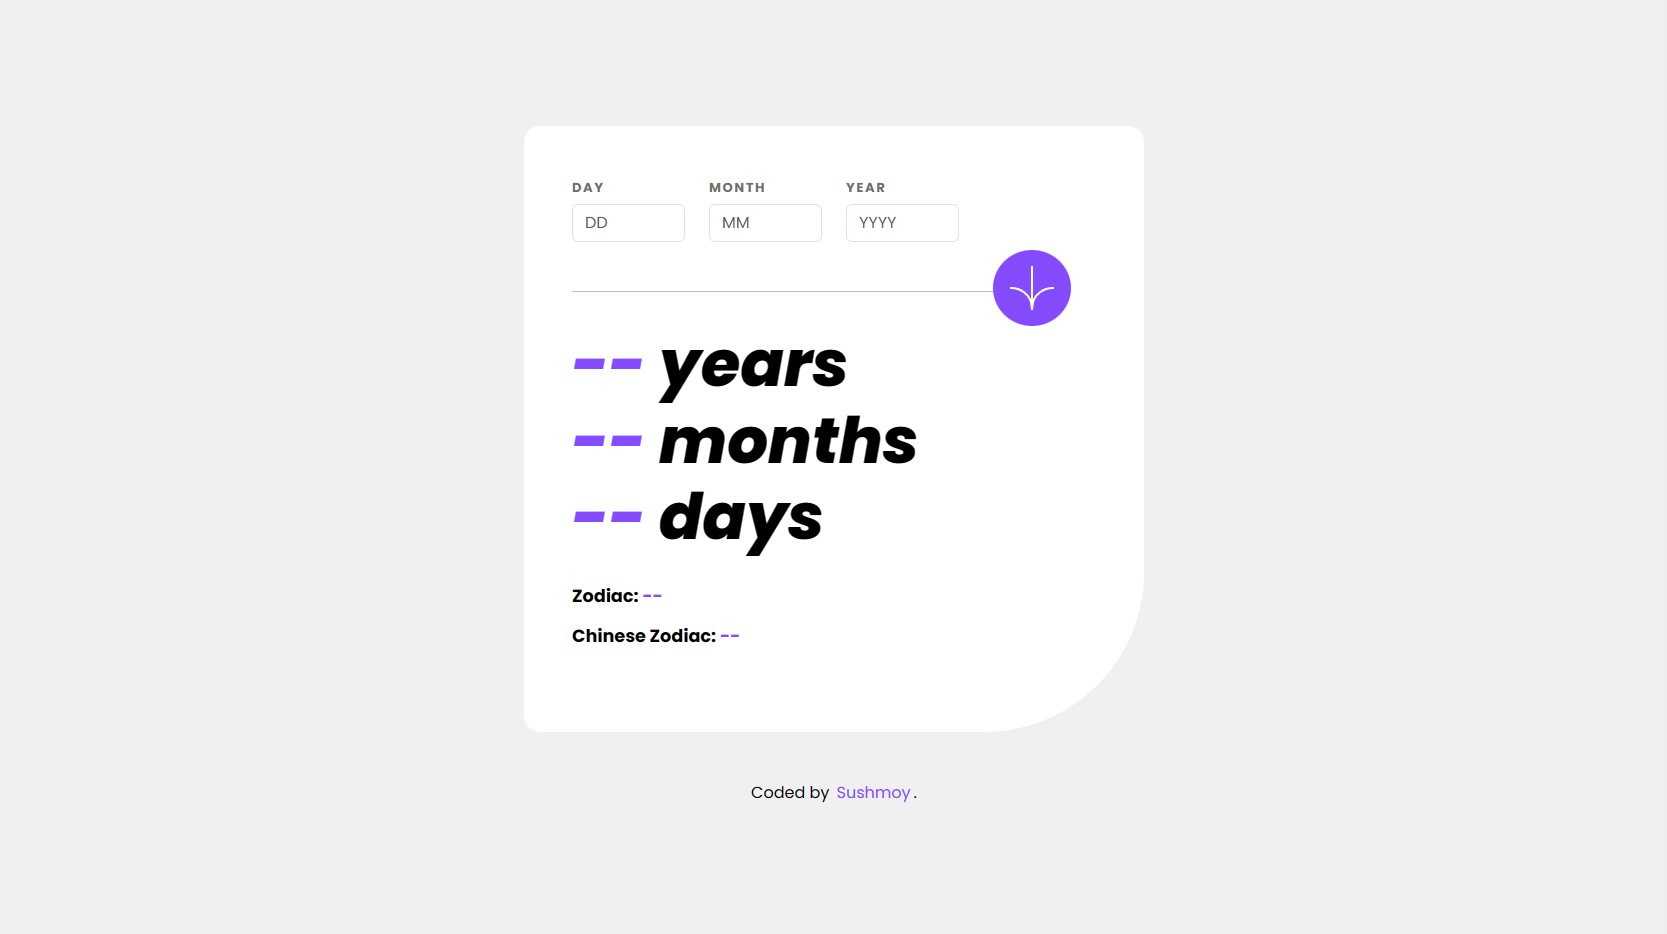 DAY MONTH YEAR
DD MM YYYY
-- years
-- months
-- days
Zodiac: --
Chinese Zodiac: --
Coded by Sushmoy.